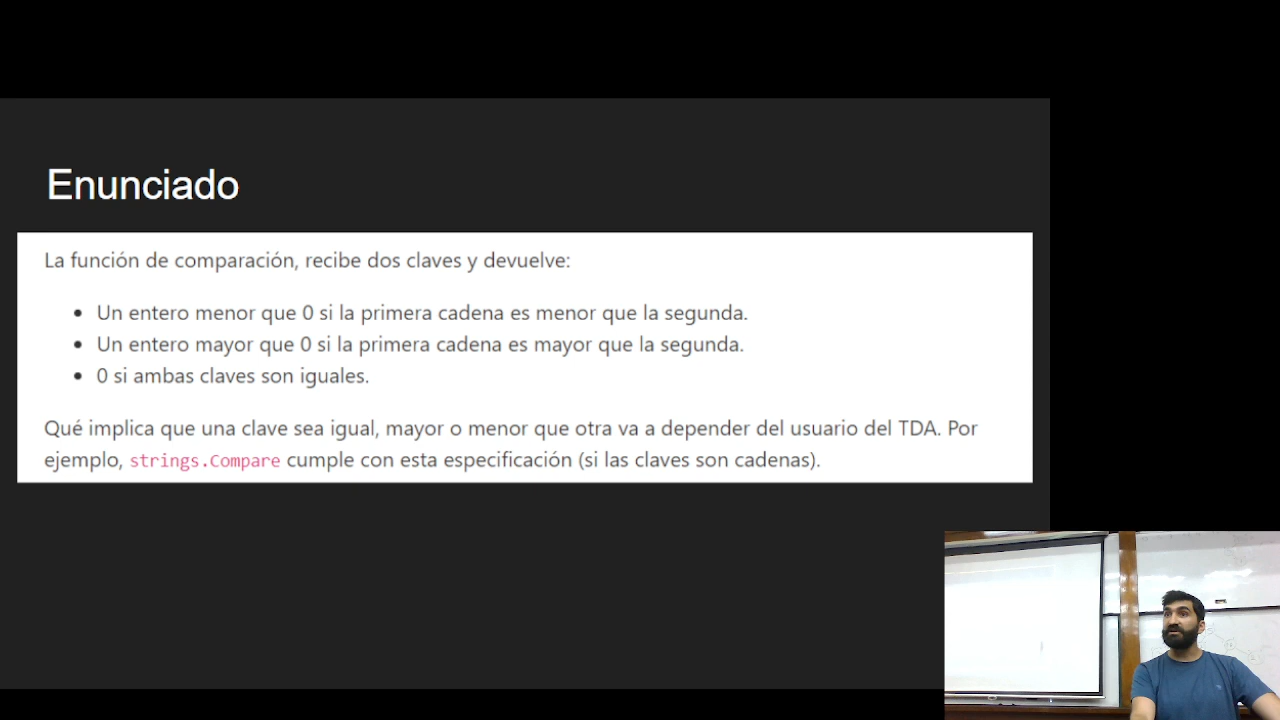 Enunciado
La función de comparación, recibe dos claves y devuelve:
• Un entero menor que 0 si la primera cadena es menor que la segunda.
• Un entero mayor que 0 si la primera cadena es mayor que la segunda.
• 0 si ambas claves son iguales.
Qué implica que una clave sea igual, mayor o menor que otra va a depender del usuario del TDA. Por
ejemplo, strings.Compare cumple con esta especificación (si las claves son cadenas).